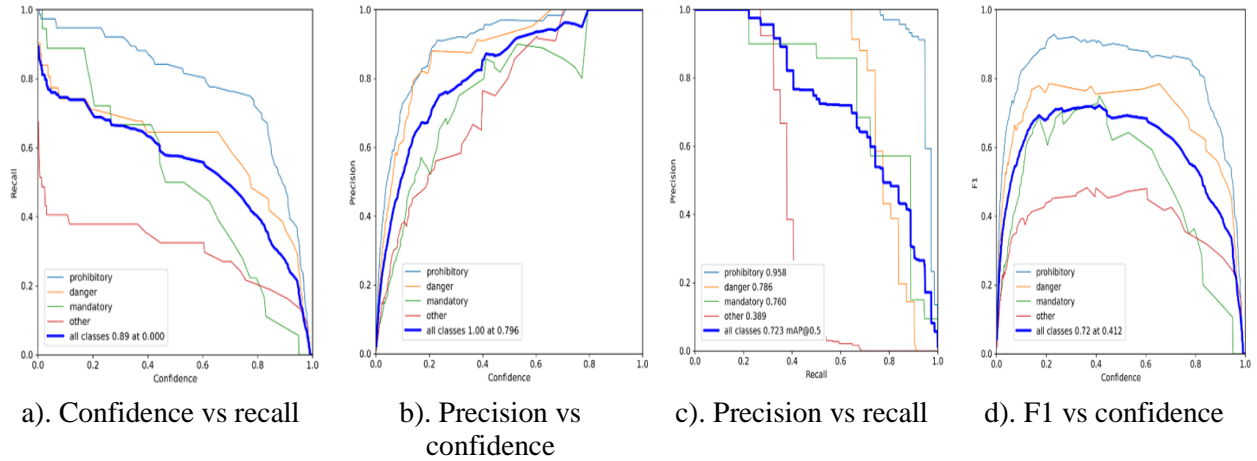 1.0
0.8
0.6
0.4
0.2
0.0
Recall
prohibitory
danger
mandatory
other
all classes 0.89 at 0.000
0.0 0.2 0.4 0.6 0.8 1.0
Confidence
a). Confidence vs recall
1.0
0.8
0.6
0.4
0.2
0.0
Precision
prohibitory
danger
mandatory
other
all classes 1.00 at 0.796
0.0 0.2 0.4 0.6 0.8 1.0
Confidence
b). Precision vs
confidence
1.0
0.8
0.6
0.4
0.2
0.0
Precision
prohibitory 0.958
danger 0.786
mandatory 0.760
other 0.389
all classes 0.723 mAP@0.5
0.0 0.2 0.4 0.6 0.8 1.0
Recall
c). Precision vs recall
1.0
0.8
0.6
0.4
0.2
0.0
F1
prohibitory
danger
mandatory
other
all classes 0.72 at 0.412
0.0 0.2 0.4 0.6 0.8 1.0
Confidence
d). F1 vs confidence